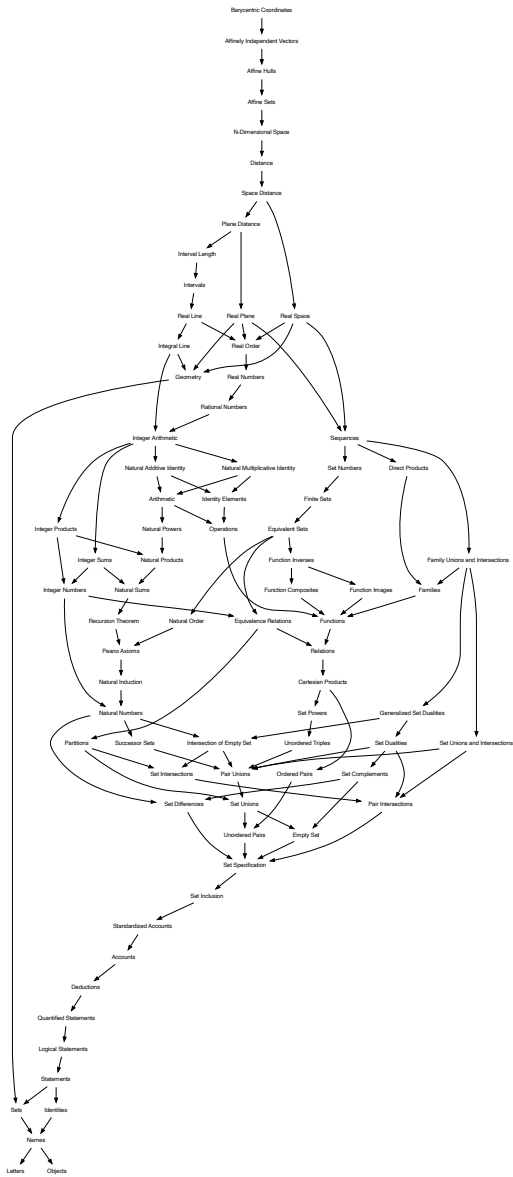 Barycentric Coordinates
Affinely Independent Vectors
Affine Hulls
Affine Sets
N-Dimensional Space
Distance
Space Distance
Plane Distance
Interval Length
Intervals
Real Line
Real Plane
Real Space
Integral Line
Real Order
Geometry
Real Numbers
Rational Numbers
Integer Arithmetic
Sequences
Natural Additive Identity
Natural Multiplicative Identity
Set Numbers
Direct Products
Arithmetic
Identity Elements
Finite Sets
Integer Products
Natural Powers
Operations
Equivalent Sets
Integer Sums
Natural Products
Function Inverses
Family Unions and Intersections
Integer Numbers
Natural Sums
Function Composites
Function Images
Families
Recursion Theorem
Natural Order
Equivalence Relations
Functions
Peano Axioms
Relations
Natural Induction
Cartesian Products
Natural Numbers
Set Powers
Generalized Set Dualities
Partitions
Successor Sets
Intersection of Empty Set
Unordered Triples
Set Dualities
Set Unions and Intersections
Set Intersections
Pair Unions
Ordered Pairs
Set Complements
Set Differences
Set Unions
Pair Intersections
Unordered Pairs
Empty Set
Set Specification
Set Inclusion
Standardized Accounts
Accounts
Deductions
Quantified Statements
Logical Statements
Statements
Sets
Identities
Names
Letters
Objects